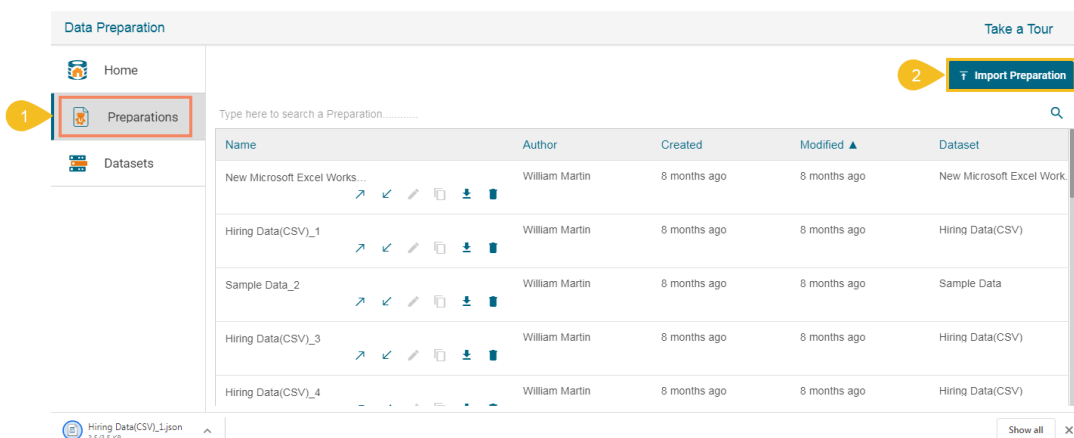 Data Preparation Take a Tour
Home
2 Import Preparation
1 Preparations
Type here to search a Preparation............
Name Author Created Modified ▲ Dataset
Datasets
New Microsoft Excel Works... William Martin 8 months ago 8 months ago New Microsoft Excel Work.
Hiring Data(CSV)_1 William Martin 8 months ago 8 months ago Hiring Data(CSV)
Sample Data_2 William Martin 8 months ago 8 months ago Sample Data
Hiring Data(CSV)_3 William Martin 8 months ago 8 months ago Hiring Data(CSV)
Hiring Data(CSV)_4 William Martin 8 months ago 8 months ago Hiring Data(CSV)
Hiring Data(CSV)_1.json Show all